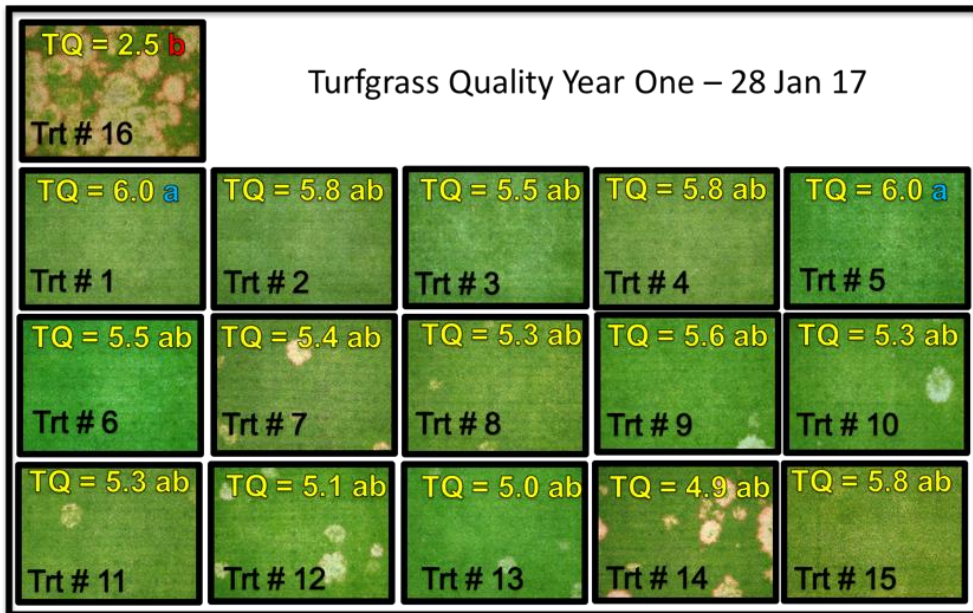 TQ = 2.5 b
Trt # 16
Turfgrass Quality Year One – 28 Jan 17
TQ = 6.0 a
Trt # 1
TQ = 5.8 ab
Trt # 2
TQ = 5.5 ab
Trt # 3
TQ = 5.8 ab
Trt # 4
TQ = 6.0 a
Trt # 5
TQ = 5.5 ab
Trt # 6
TQ = 5.4 ab
Trt # 7
TQ = 5.3 ab
Trt # 8
TQ = 5.6 ab
Trt # 9
TQ = 5.3 ab
Trt # 10
TQ = 5.3 ab
Trt # 11
TQ = 5.1 ab
Trt # 12
TQ = 5.0 ab
Trt # 13
TQ = 4.9 ab
Trt # 14
TQ = 5.8 ab
Trt # 15